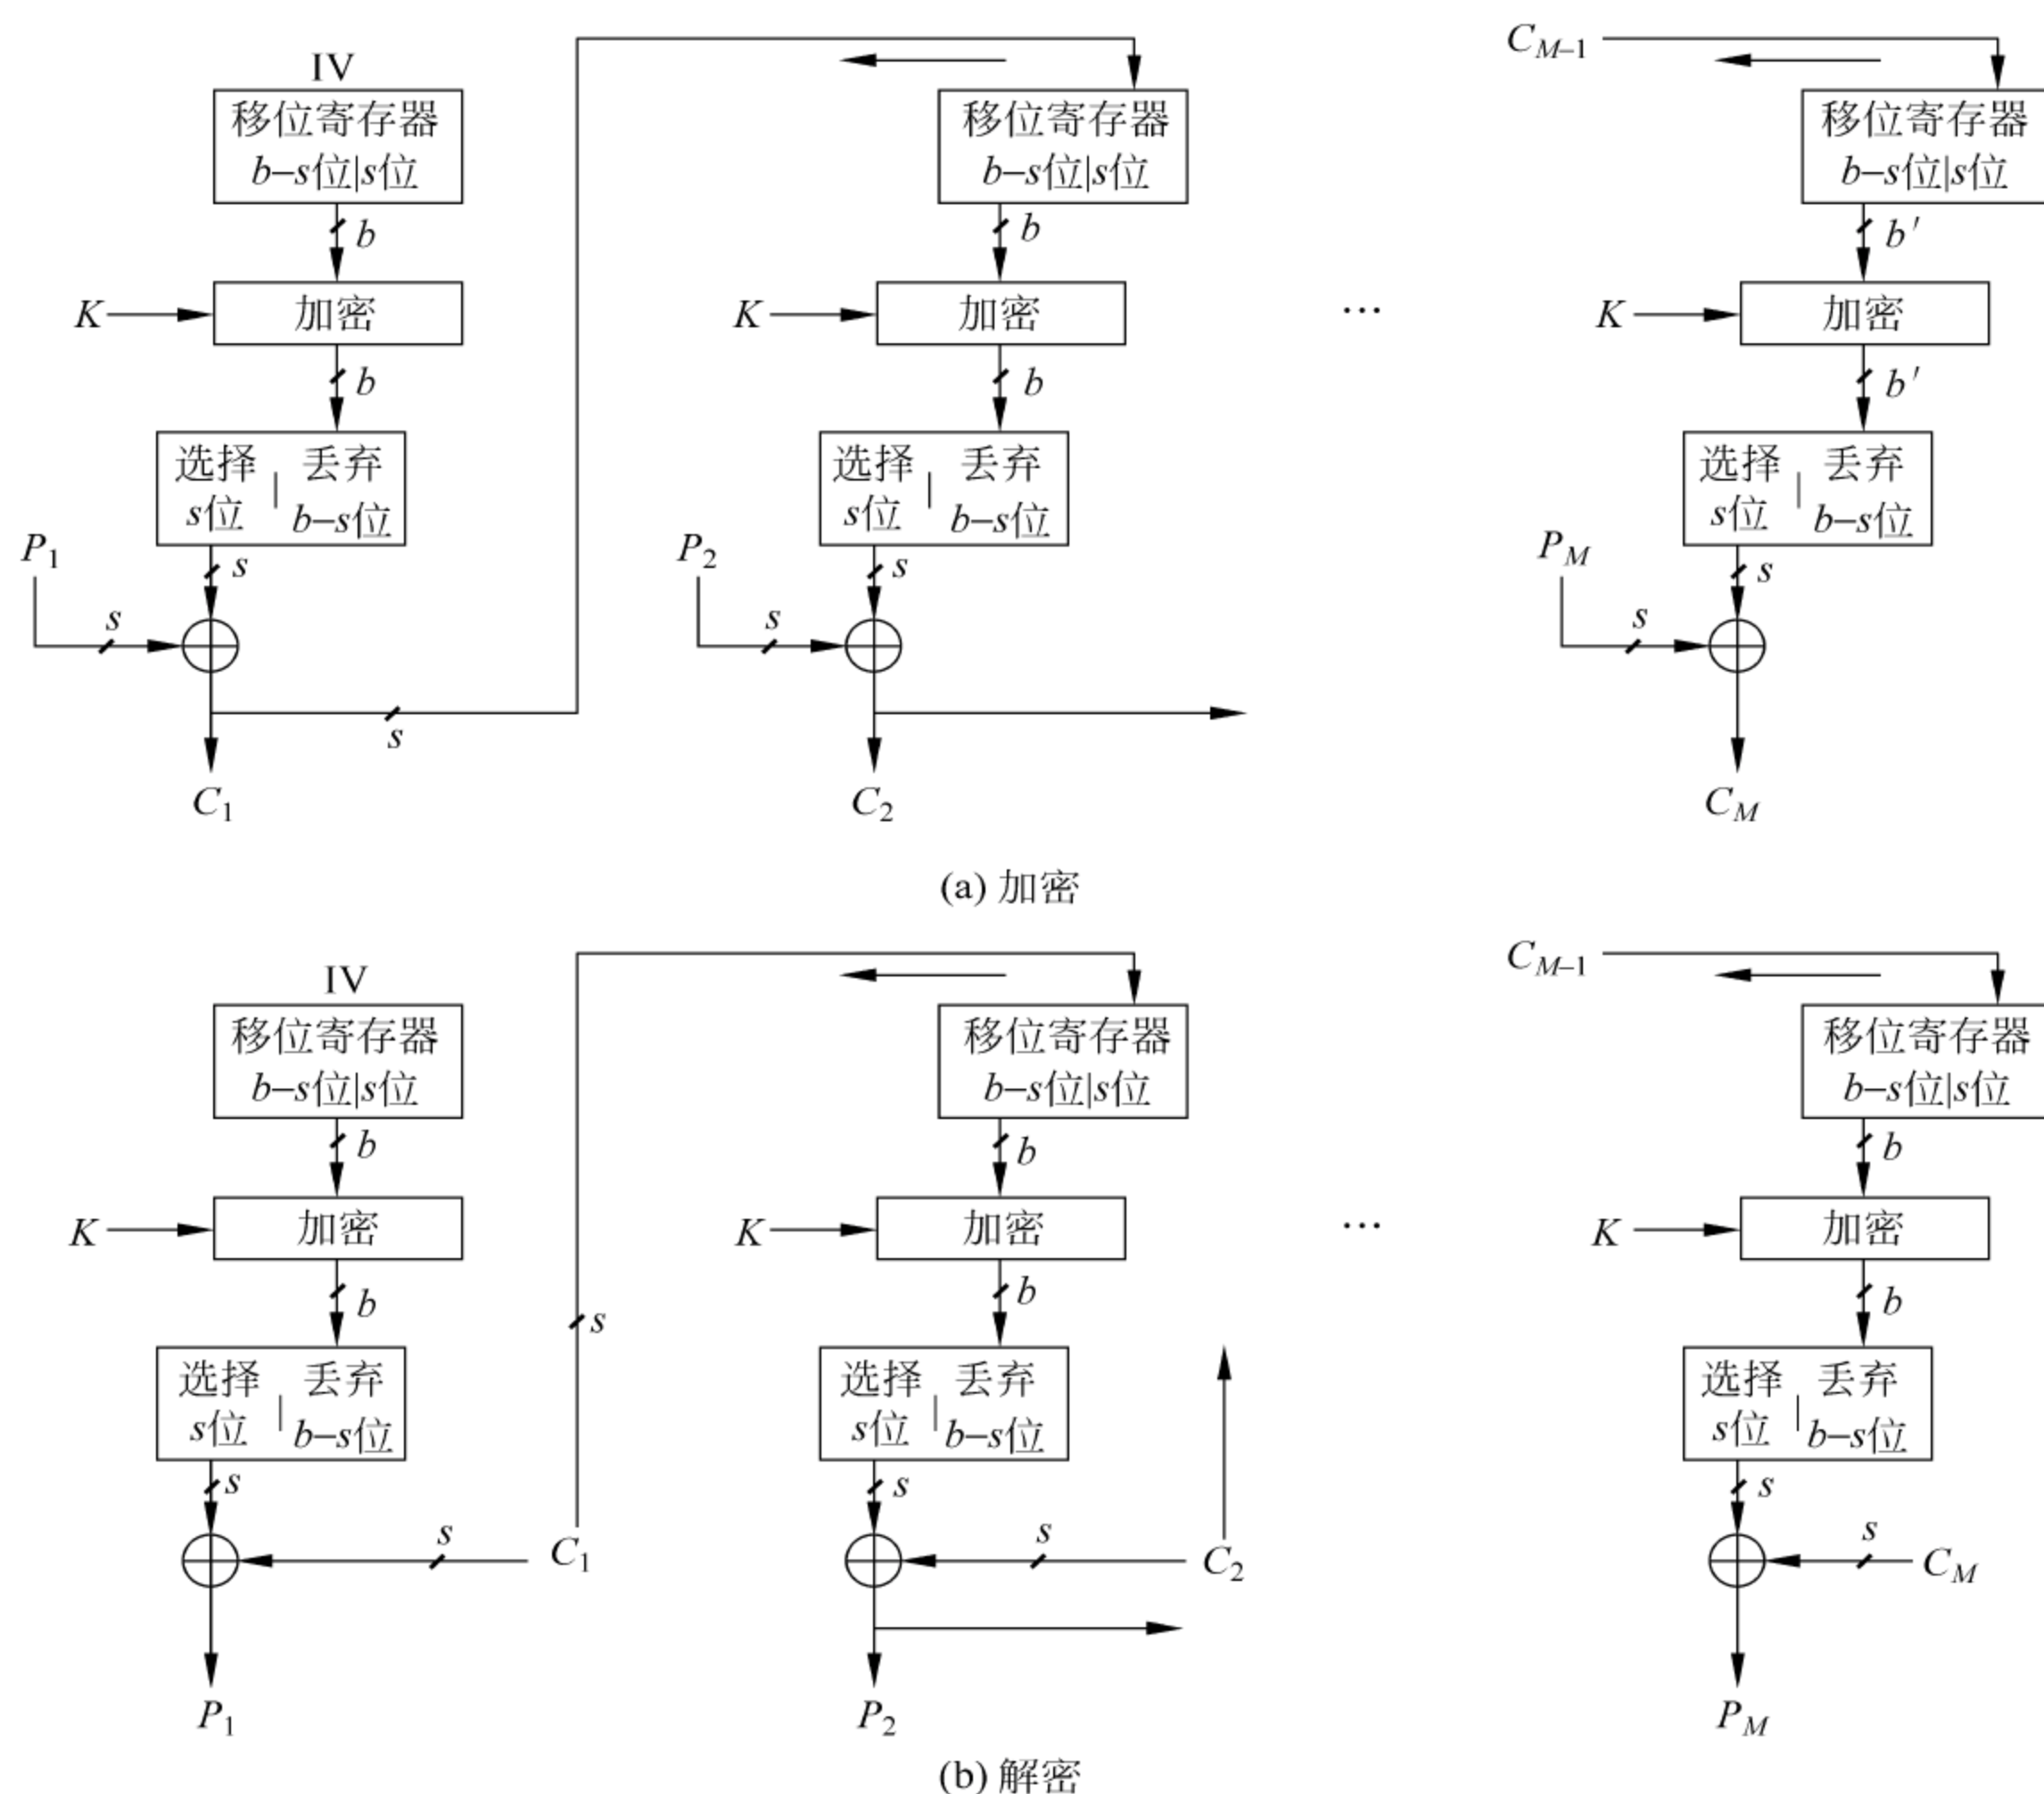 IV
C_{M-1}
移位寄存器
b-s位|s位
移位寄存器
b-s位|s位
移位寄存器
b-s位|s位
b
b
b′
K
加密
K
加密
…
K
加密
b
b
b′
选择 | 丢弃
s位 b-s位
选择 | 丢弃
s位 b-s位
选择 | 丢弃
s位 b-s位
P₁
s
P₂
s
P_M
s
s
s
s
s
C₁
C₂
C_M
(a) 加密
IV
C_{M-1}
移位寄存器
b-s位|s位
移位寄存器
b-s位|s位
移位寄存器
b-s位|s位
b
b
b
K
加密
K
加密
…
K
加密
b
b
b
s
选择 | 丢弃
s位 b-s位
选择 | 丢弃
s位 b-s位
选择 | 丢弃
s位 b-s位
s
s
s
s
C₁
s
C₂
s
C_M
P₁
P₂
P_M
(b) 解密